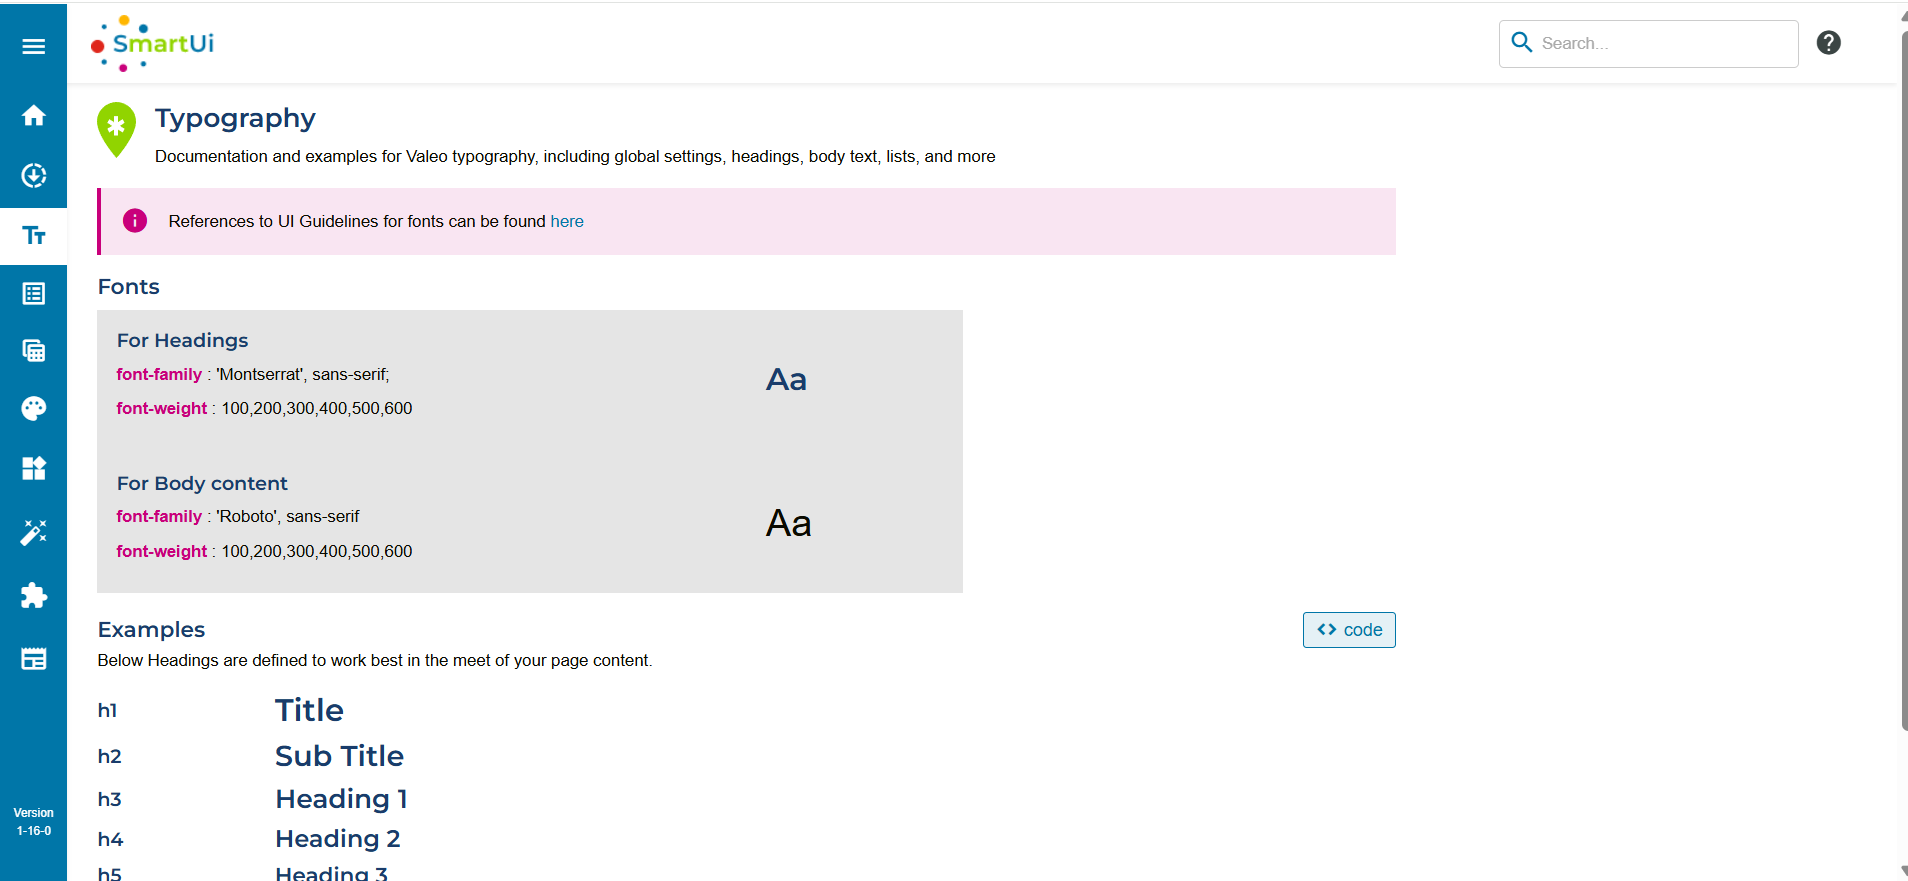 SmartUi
Search...
Typography
Documentation and examples for Valeo typography, including global settings, headings, body text, lists, and more
References to UI Guidelines for fonts can be found here
Fonts
For Headings
font-family : 'Montserrat', sans-serif;
font-weight : 100,200,300,400,500,600
Aa
For Body content
font-family : 'Roboto', sans-serif
font-weight : 100,200,300,400,500,600
Aa
Examples
<> code
Below Headings are defined to work best in the meet of your page content.
h1 Title
h2 Sub Title
h3 Heading 1
h4 Heading 2
h5 Heading 3
Version
1-16-0